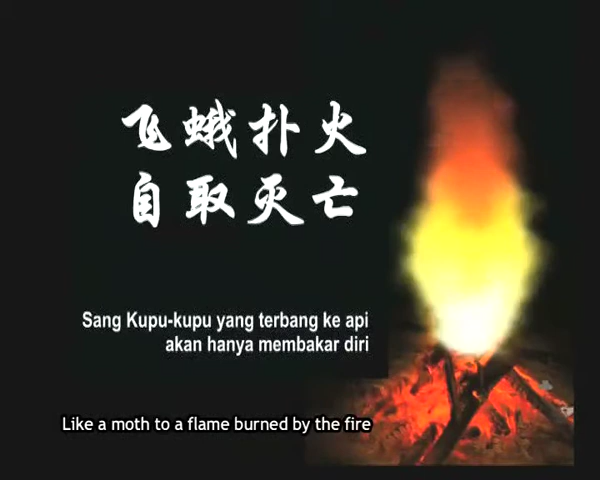 飞蛾扑火
自取灭亡
Sang Kupu-kupu yang terbang ke api
akan hanya membakar diri
Like a moth to a flame burned by the fire